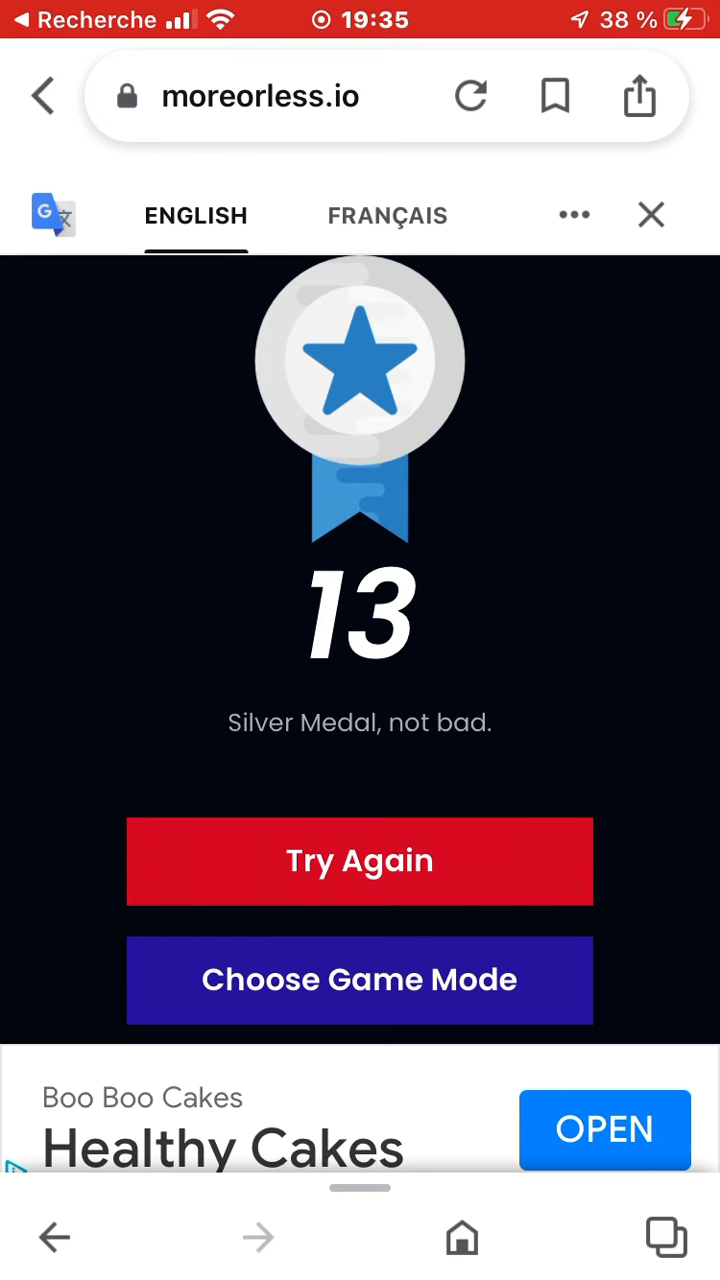 Recherche 19:35 38 %
moreorless.io
ENGLISH FRANÇAIS
13
Silver Medal, not bad.
Try Again
Choose Game Mode
Boo Boo Cakes
Healthy Cakes
OPEN